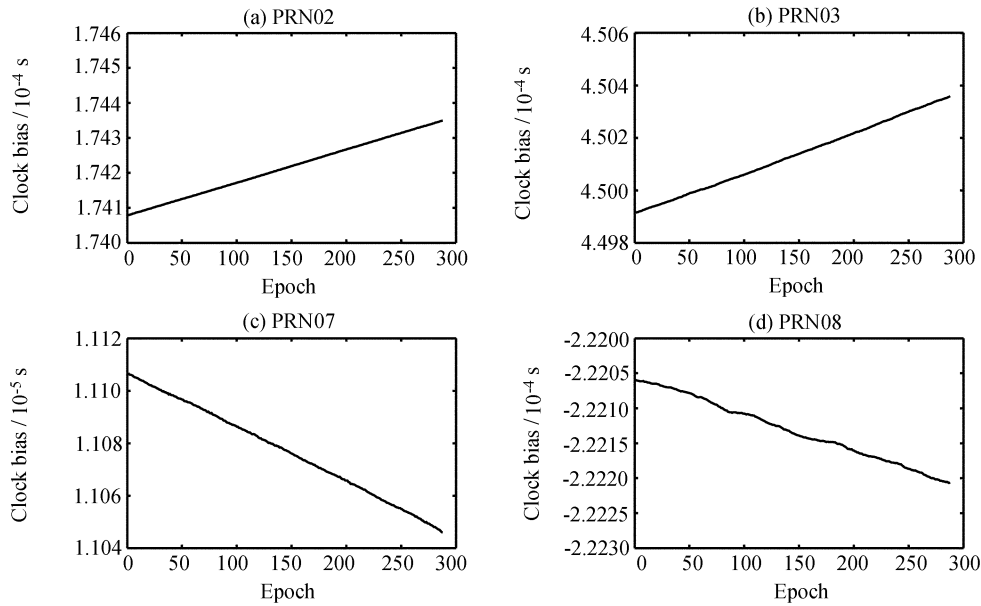 (a) PRN02
1.746
1.745
1.744
1.743
1.742
1.741
1.740
Clock bias / 10-4 s
0 50 100 150 200 250 300
Epoch
(b) PRN03
4.506
4.504
4.502
4.500
4.498
Clock bias / 10-4 s
0 50 100 150 200 250 300
Epoch
(c) PRN07
1.112
1.110
1.108
1.106
1.104
Clock bias / 10-5 s
0 50 100 150 200 250 300
Epoch
(d) PRN08
-2.2200
-2.2205
-2.2210
-2.2215
-2.2220
-2.2225
-2.2230
Clock bias / 10-4 s
0 50 100 150 200 250 300
Epoch